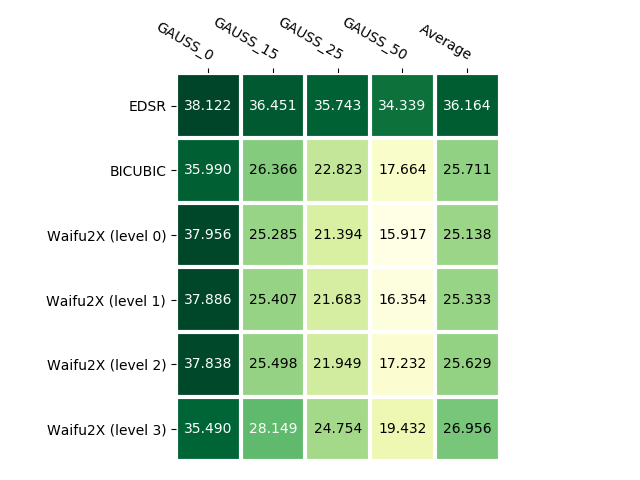 GAUSS_0 GAUSS_15 GAUSS_25 GAUSS_50 Average
EDSR 38.122 36.451 35.743 34.339 36.164
BICUBIC 35.990 26.366 22.823 17.664 25.711
Waifu2X (level 0) 37.956 25.285 21.394 15.917 25.138
Waifu2X (level 1) 37.886 25.407 21.683 16.354 25.333
Waifu2X (level 2) 37.838 25.498 21.949 17.232 25.629
Waifu2X (level 3) 35.490 28.149 24.754 19.432 26.956